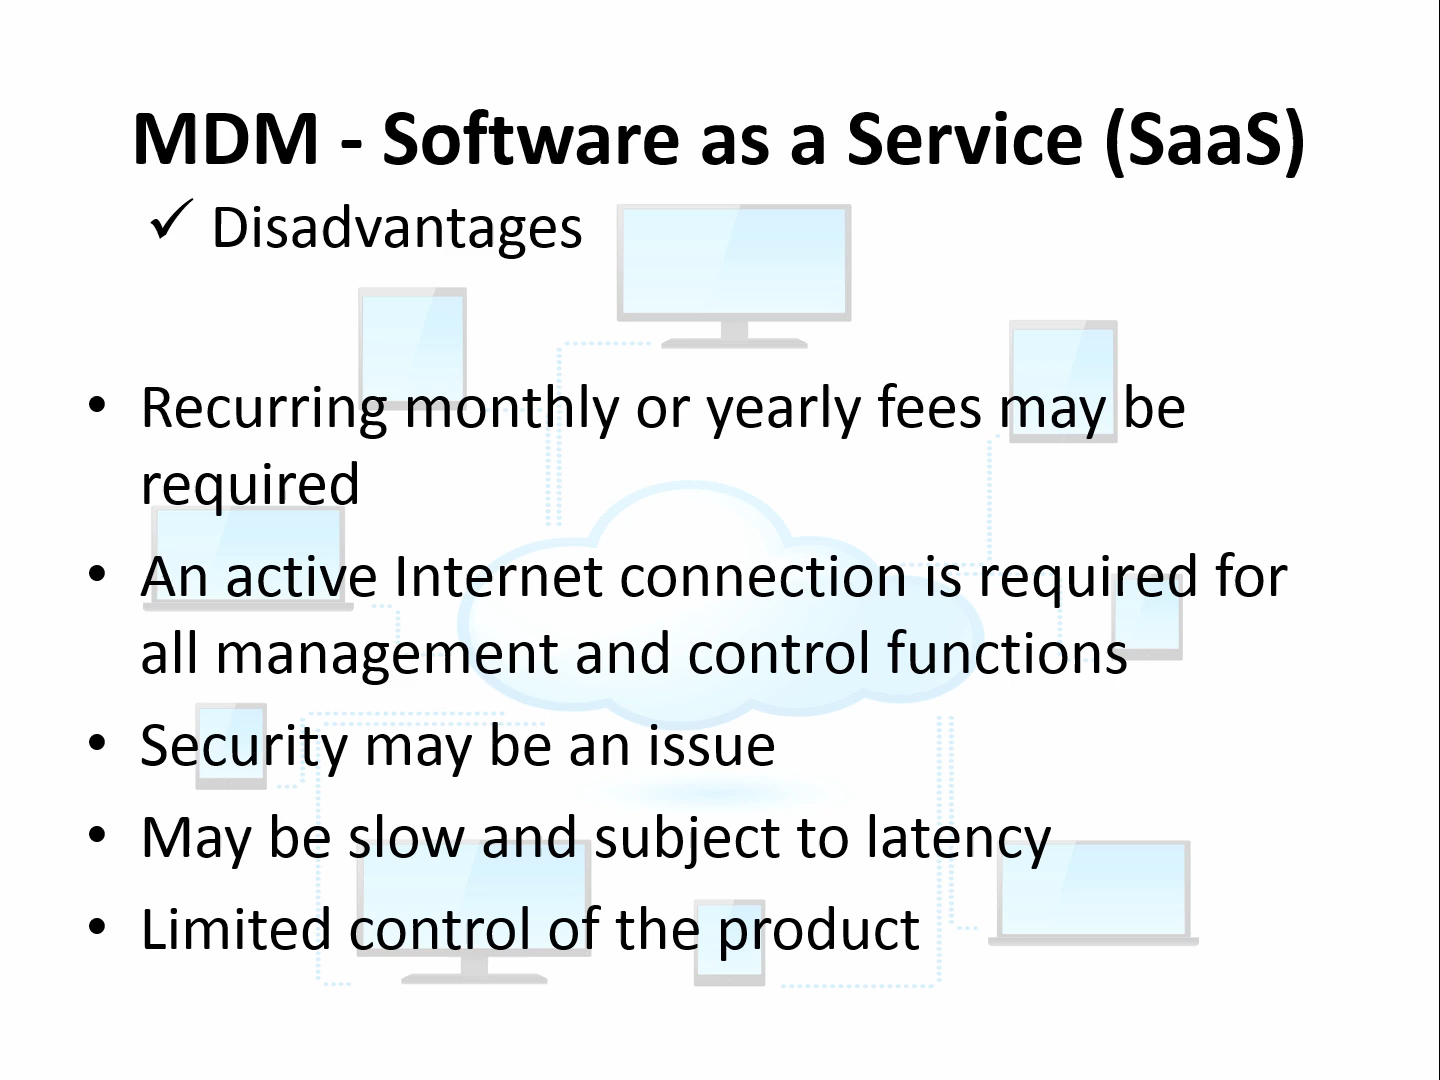 MDM - Software as a Service (SaaS)
✓ Disadvantages
• Recurring monthly or yearly fees may be
required
• An active Internet connection is required for
all management and control functions
• Security may be an issue
• May be slow and subject to latency
• Limited control of the product